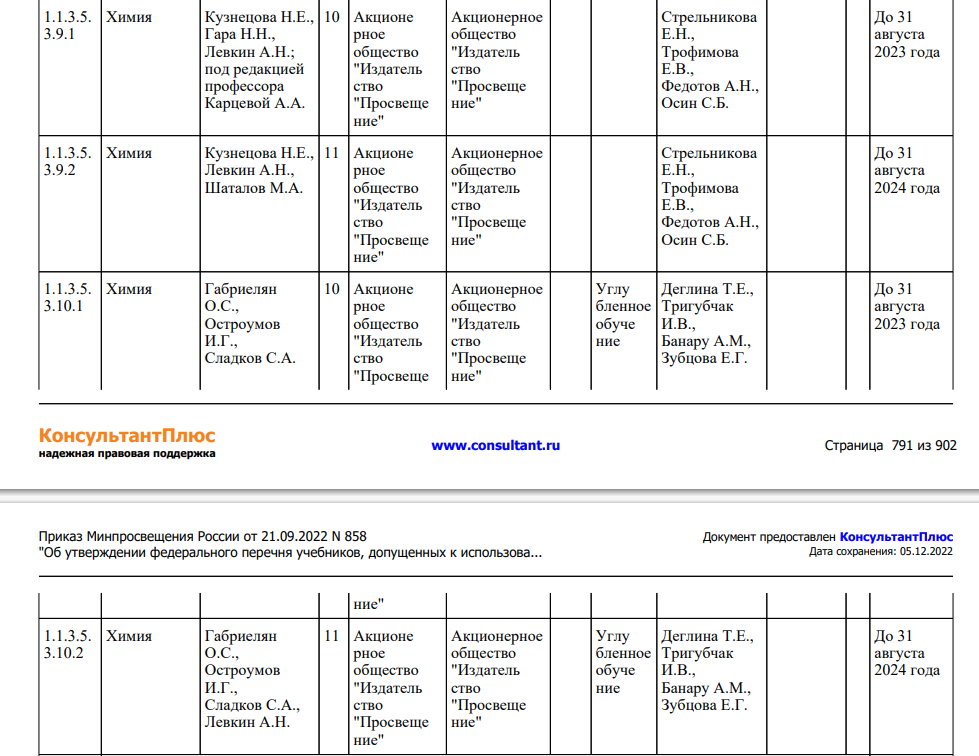 1.1.3.5.
3.9.1
Химия
Кузнецова Н.Е.,
Гара Н.Н.,
Левкин А.Н.;
под редакцией
профессора
Карцевой А.А.
10
Акционе
рное
общество
"Издатель
ство
"Просвеще
ние"
Акционерное
общество
"Издатель
ство
"Просвеще
ние"
Стрельникова
Е.Н.,
Трофимова
Е.В.,
Федотов А.Н.,
Осин С.Б.
До 31
августа
2023 года
1.1.3.5.
3.9.2
Химия
Кузнецова Н.Е.,
Левкин А.Н.,
Шаталов М.А.
11
Акционе
рное
общество
"Издатель
ство
"Просвеще
ние"
Акционерное
общество
"Издатель
ство
"Просвеще
ние"
Стрельникова
Е.Н.,
Трофимова
Е.В.,
Федотов А.Н.,
Осин С.Б.
До 31
августа
2024 года
1.1.3.5.
3.10.1
Химия
Габриелян
О.С.,
Остроумов
И.Г.,
Сладков С.А.
10
Акционе
рное
общество
"Издатель
ство
"Просвеще
Акционерное
общество
"Издатель
ство
"Просвеще
ние"
Углу
бленное
обуче
ние
Деглина Т.Е.,
Тригубчак
И.В.,
Банару А.М.,
Зубцова Е.Г.
До 31
августа
2023 года
КонсультантПлюс
надежная правовая поддержка
www.consultant.ru
Страница 791 из 902
Приказ Минпросвещения России от 21.09.2022 N 858
"Об утверждении федерального перечня учебников, допущенных к использова...
Документ предоставлен КонсультантПлюс
Дата сохранения: 05.12.2022
ние"
1.1.3.5.
3.10.2
Химия
Габриелян
О.С.,
Остроумов
И.Г.,
Сладков С.А.,
Левкин А.Н.
11
Акционе
рное
общество
"Издатель
ство
"Просвеще
ние"
Акционерное
общество
"Издатель
ство
"Просвеще
ние"
Углу
бленное
обуче
ние
Деглина Т.Е.,
Тригубчак
И.В.,
Банару А.М.,
Зубцова Е.Г.
До 31
августа
2024 года